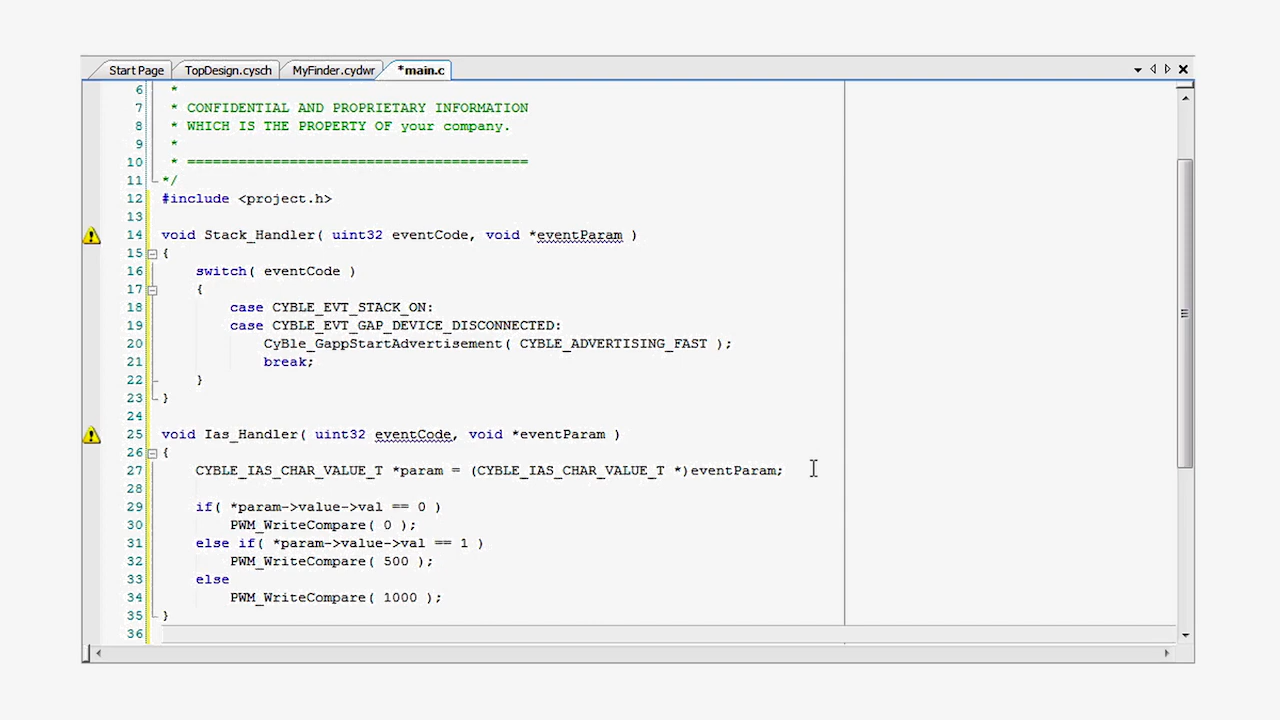 Start Page TopDesign.cysch MyFinder.cydwr *main.c
6 *
7 * CONFIDENTIAL AND PROPRIETARY INFORMATION
8 * WHICH IS THE PROPERTY OF your company.
9 *
10 * ========================================
11 */
12 #include <project.h>
13
14 void Stack_Handler( uint32 eventCode, void *eventParam )
15 {
16     switch( eventCode )
17     {
18         case CYBLE_EVT_STACK_ON:
19         case CYBLE_EVT_GAP_DEVICE_DISCONNECTED:
20             CyBle_GappStartAdvertisement( CYBLE_ADVERTISING_FAST );
21             break;
22     }
23 }
24
25 void Ias_Handler( uint32 eventCode, void *eventParam )
26 {
27     CYBLE_IAS_CHAR_VALUE_T *param = (CYBLE_IAS_CHAR_VALUE_T *)eventParam;
28
29     if( *param->value->val == 0 )
30         PWM_WriteCompare( 0 );
31     else if( *param->value->val == 1 )
32         PWM_WriteCompare( 500 );
33     else
34         PWM_WriteCompare( 1000 );
35 }
36